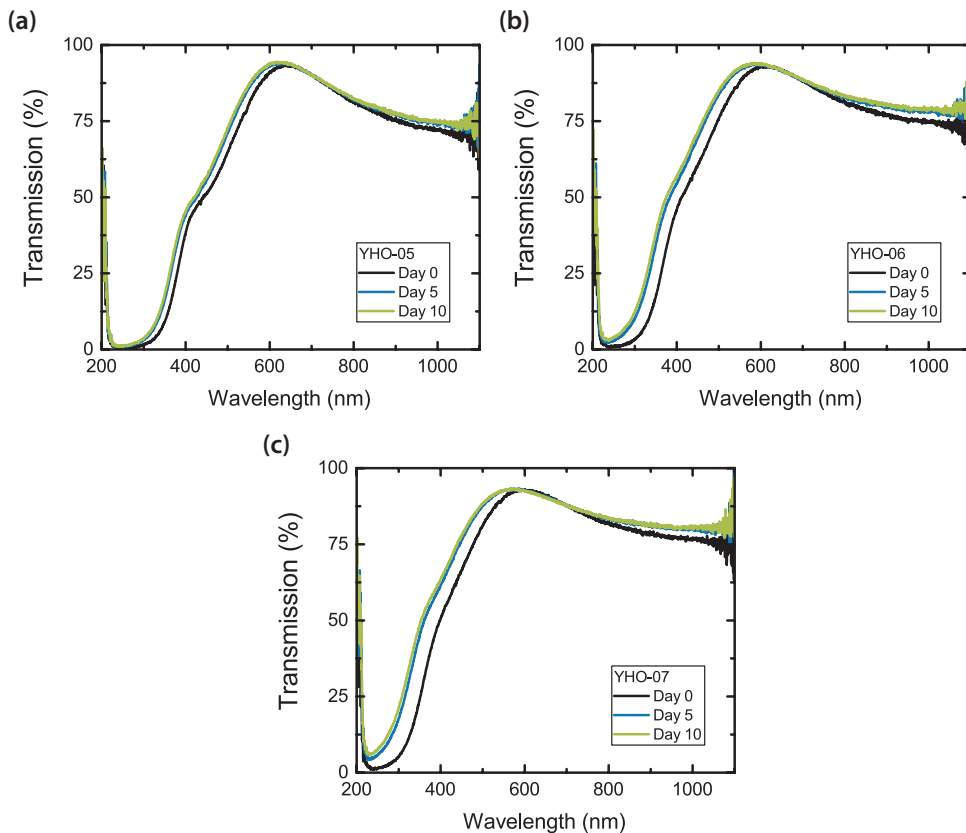 (a)
100
75
50
25
0
Transmission (%)
200 400 600 800 1000
Wavelength (nm)
YHO-05
Day 0
Day 5
Day 10
(b)
100
75
50
25
0
Transmission (%)
200 400 600 800 1000
Wavelength (nm)
YHO-06
Day 0
Day 5
Day 10
(c)
100
75
50
25
0
Transmission (%)
200 400 600 800 1000
Wavelength (nm)
YHO-07
Day 0
Day 5
Day 10